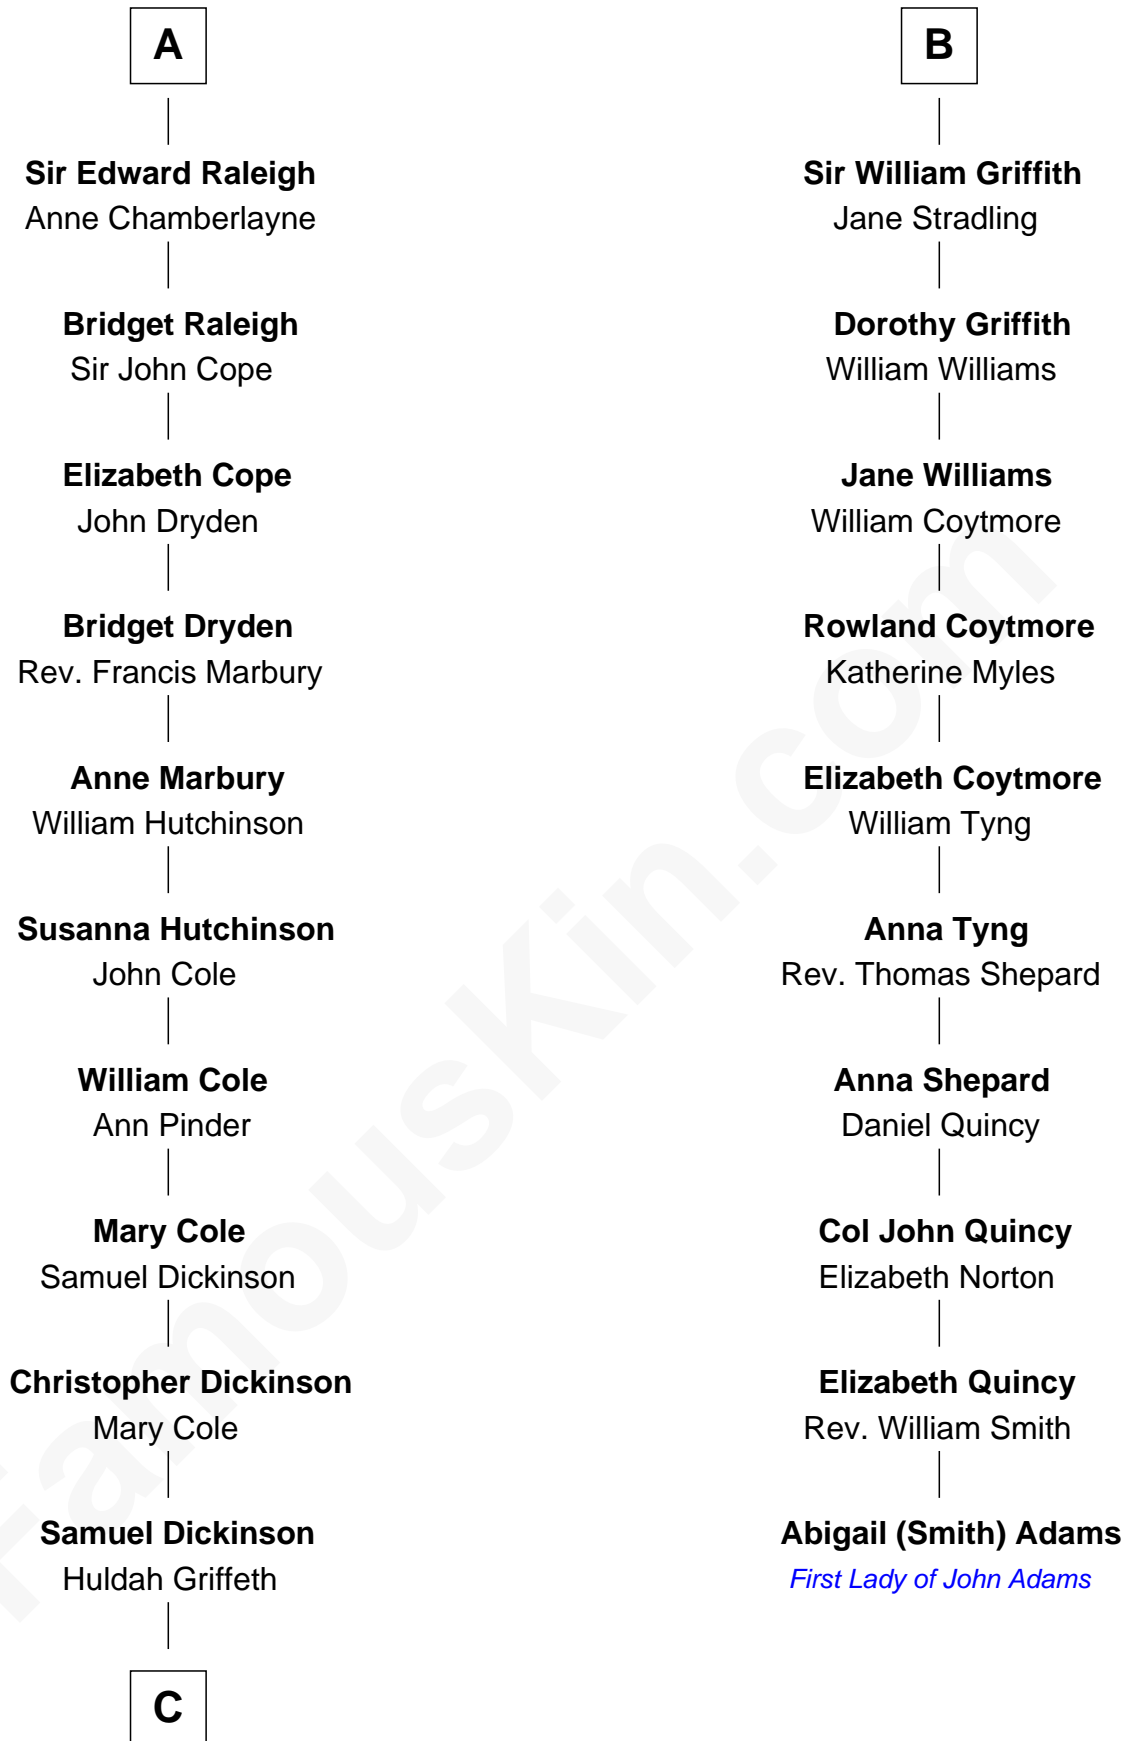 A
Sir Edward Raleigh
Anne Chamberlayne
Bridget Raleigh
Sir John Cope
Elizabeth Cope
John Dryden
Bridget Dryden
Rev. Francis Marbury
Anne Marbury
William Hutchinson
Susanna Hutchinson
John Cole
William Cole
Ann Pinder
Mary Cole
Samuel Dickinson
Christopher Dickinson
Mary Cole
Samuel Dickinson
Huldah Griffeth
C
B
Sir William Griffith
Jane Stradling
Dorothy Griffith
William Williams
Jane Williams
William Coytmore
Rowland Coytmore
Katherine Myles
Elizabeth Coytmore
William Tyng
Anna Tyng
Rev. Thomas Shepard
Anna Shepard
Daniel Quincy
Col John Quincy
Elizabeth Norton
Elizabeth Quincy
Rev. William Smith
Abigail (Smith) Adams
First Lady of John Adams
FamousKin.com